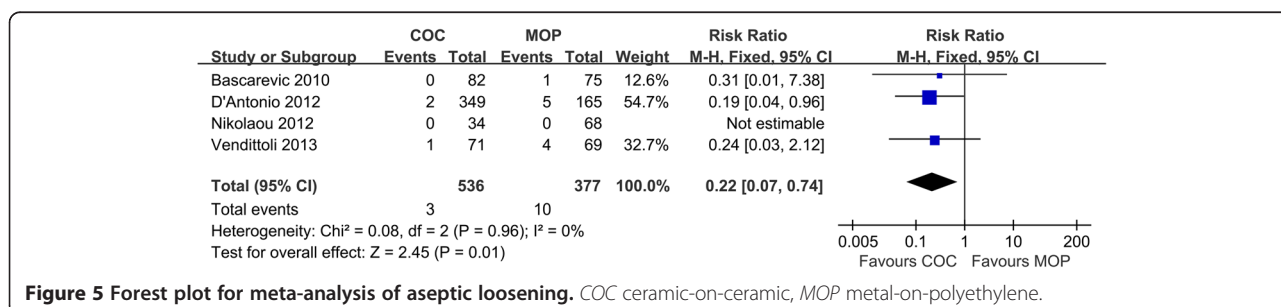 COC MOP Risk Ratio Risk Ratio
Study or Subgroup Events Total Events Total Weight M-H, Fixed, 95% CI M-H, Fixed, 95% CI
Bascarevic 2010 0 82 1 75 12.6% 0.31 [0.01, 7.38]
D'Antonio 2012 2 349 5 165 54.7% 0.19 [0.04, 0.96]
Nikolaou 2012 0 34 0 68 Not estimable
Vendittoli 2013 1 71 4 69 32.7% 0.24 [0.03, 2.12]
Total (95% CI) 536 377 100.0% 0.22 [0.07, 0.74]
Total events 3 10
Heterogeneity: Chi² = 0.08, df = 2 (P = 0.96); I² = 0%
Test for overall effect: Z = 2.45 (P = 0.01)
0.005 0.1 1 10 200
Favours COC Favours MOP
Figure 5 Forest plot for meta-analysis of aseptic loosening. COC ceramic-on-ceramic, MOP metal-on-polyethylene.